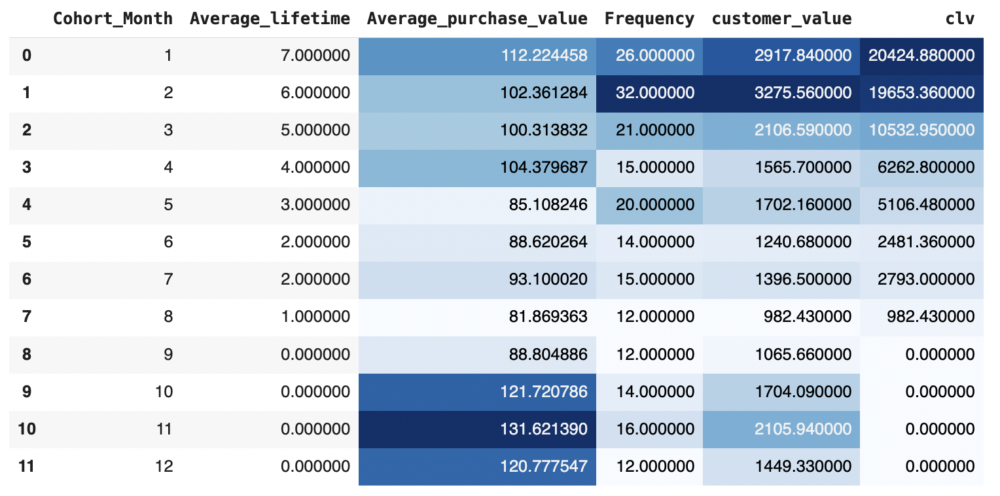 Cohort_Month Average_lifetime Average_purchase_value Frequency customer_value clv
0 1 7.000000 112.224458 26.000000 2917.840000 20424.880000
1 2 6.000000 102.361284 32.000000 3275.560000 19653.360000
2 3 5.000000 100.313832 21.000000 2106.590000 10532.950000
3 4 4.000000 104.379687 15.000000 1565.700000 6262.800000
4 5 3.000000 85.108246 20.000000 1702.160000 5106.480000
5 6 2.000000 88.620264 14.000000 1240.680000 2481.360000
6 7 2.000000 93.100020 15.000000 1396.500000 2793.000000
7 8 1.000000 81.869363 12.000000 982.430000 982.430000
8 9 0.000000 88.804886 12.000000 1065.660000 0.000000
9 10 0.000000 121.720786 14.000000 1704.090000 0.000000
10 11 0.000000 131.621390 16.000000 2105.940000 0.000000
11 12 0.000000 120.777547 12.000000 1449.330000 0.000000